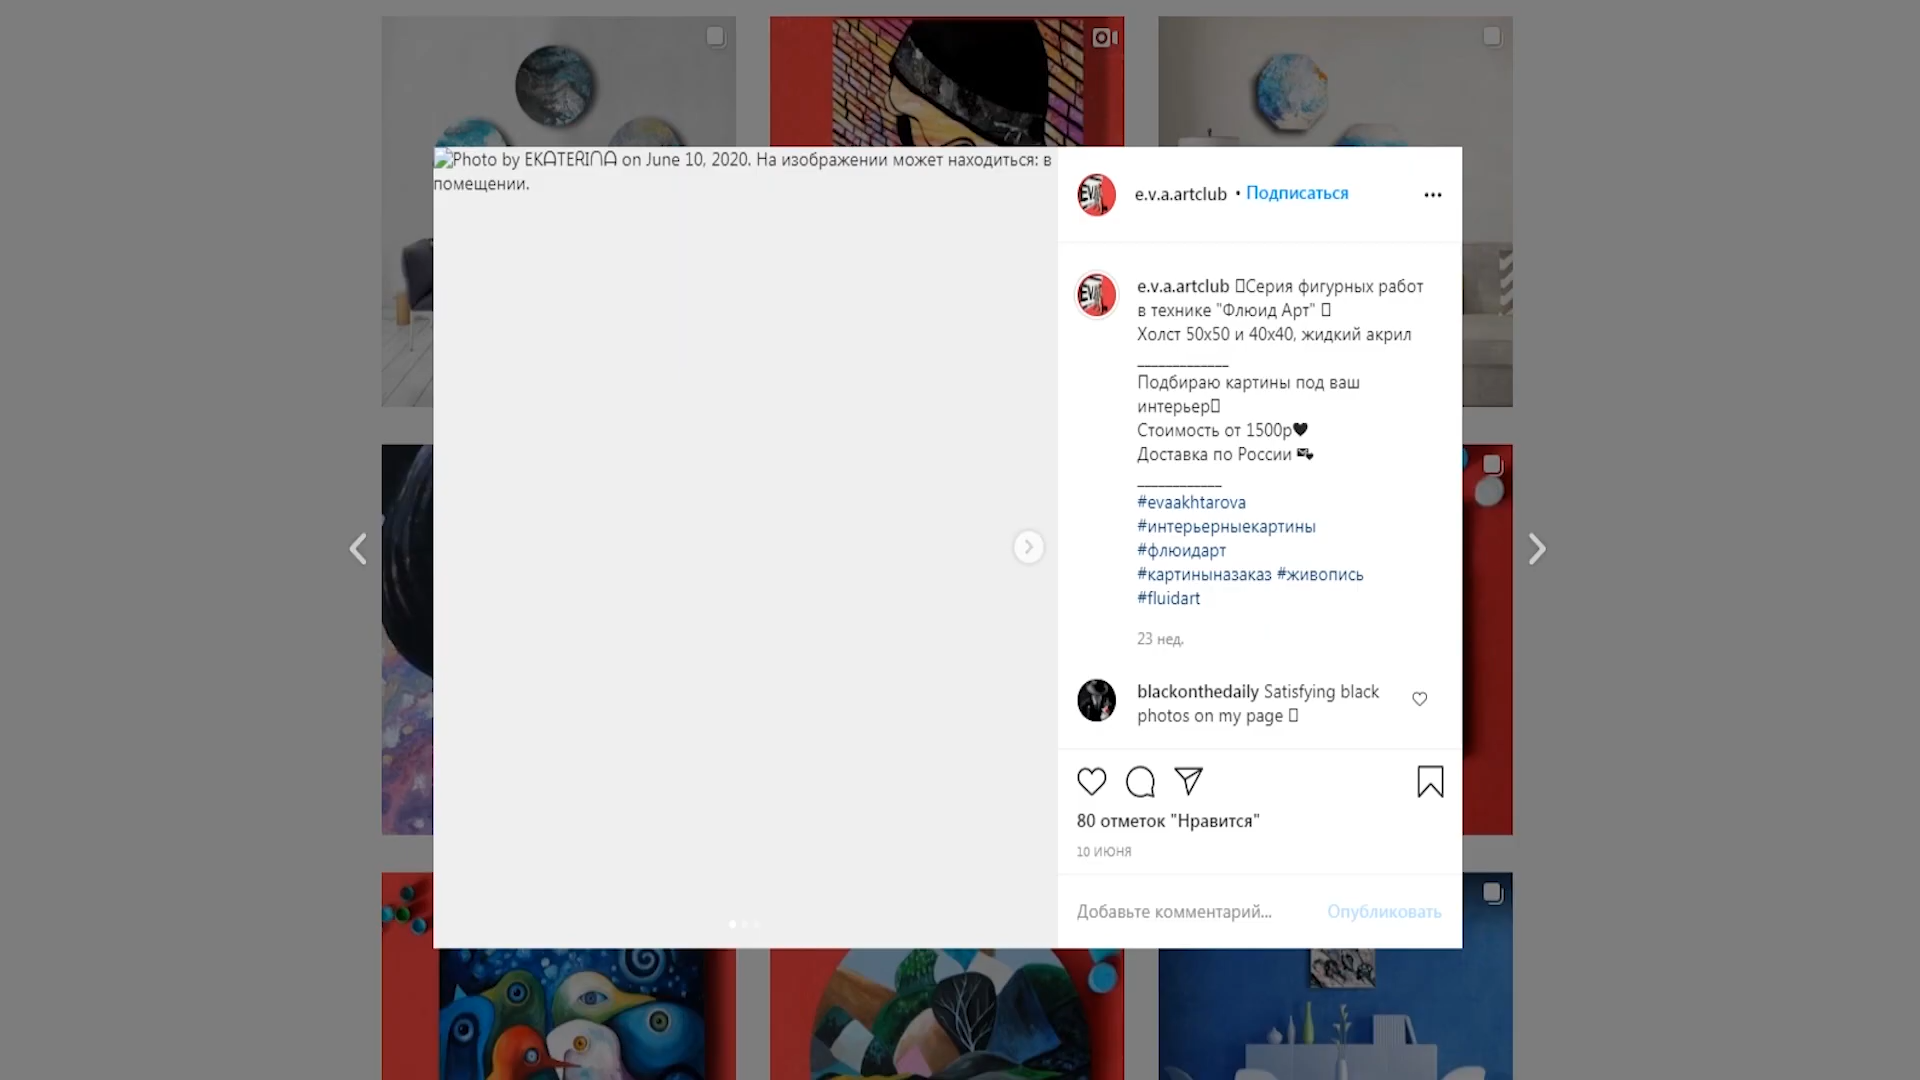 Photo by EKATERINA on June 10, 2020. На изображении может находиться: в
помещении.
e.v.a.artclub • Подписаться
e.v.a.artclub Серия фигурных работ
в технике "Флюид Арт"
Холст 50х50 и 40х40, жидкий акрил
_____________
Подбираю картины под ваш
интерьер
Стоимость от 1500р🖤
Доставка по России
____________
#evaakhtarova
#интерьерныекартины
#флюидарт
#картиныназаказ #живопись
#fluidart
23 нед.
blackonthedaily Satisfying black
photos on my page
80 отметок "Нравится"
10 ИЮНЯ
Добавьте комментарий... Опубликовать